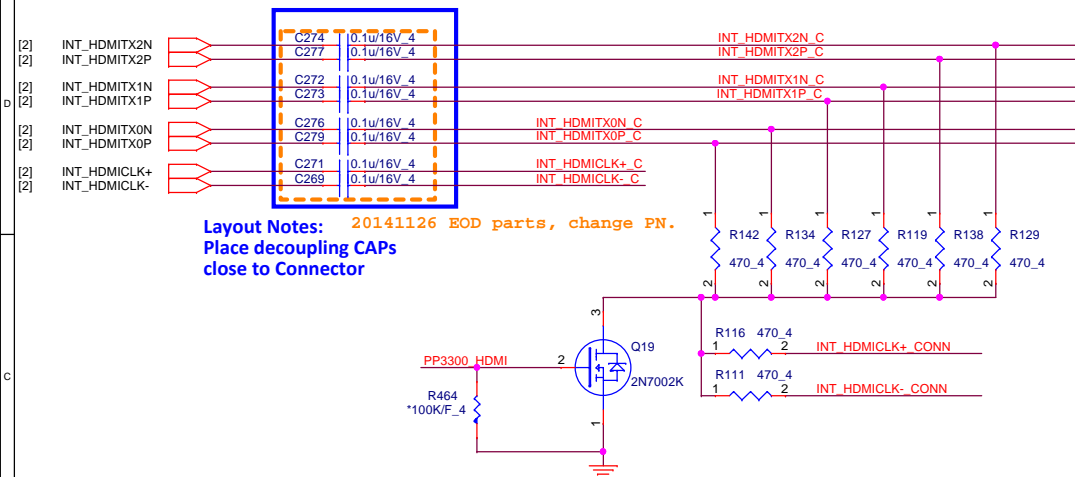 [2] INT_HDMITX2N C274 0.1u/16V_4 INT_HDMITX2N_C
[2] INT_HDMITX2P C277 0.1u/16V_4 INT_HDMITX2P_C
[2] INT_HDMITX1N C272 0.1u/16V_4 INT_HDMITX1N_C
D
[2] INT_HDMITX1P C273 0.1u/16V_4 INT_HDMITX1P_C
[2] INT_HDMITX0N C276 0.1u/16V_4 INT_HDMITX0N_C
[2] INT_HDMITX0P C279 0.1u/16V_4 INT_HDMITX0P_C
[2] INT_HDMICLK+ C271 0.1u/16V_4 INT_HDMICLK+_C
[2] INT_HDMICLK- C269 0.1u/16V_4 INT_HDMICLK-_C
Layout Notes: 20141126 EOD parts, change PN.
Place decoupling CAPs
close to Connector
1 1 1 1 1 1
R142 R134 R127 R119 R138 R129
470_4 470_4 470_4 470_4 470_4 470_4
2 2 2 2 2 2
3
R116 470_4
1 2 INT_HDMICLK+_CONN
Q19
PP3300_HDMI 2
R111 470_4
C
2N7002K
1 2 INT_HDMICLK-_CONN
R464
*100K/F_4
1